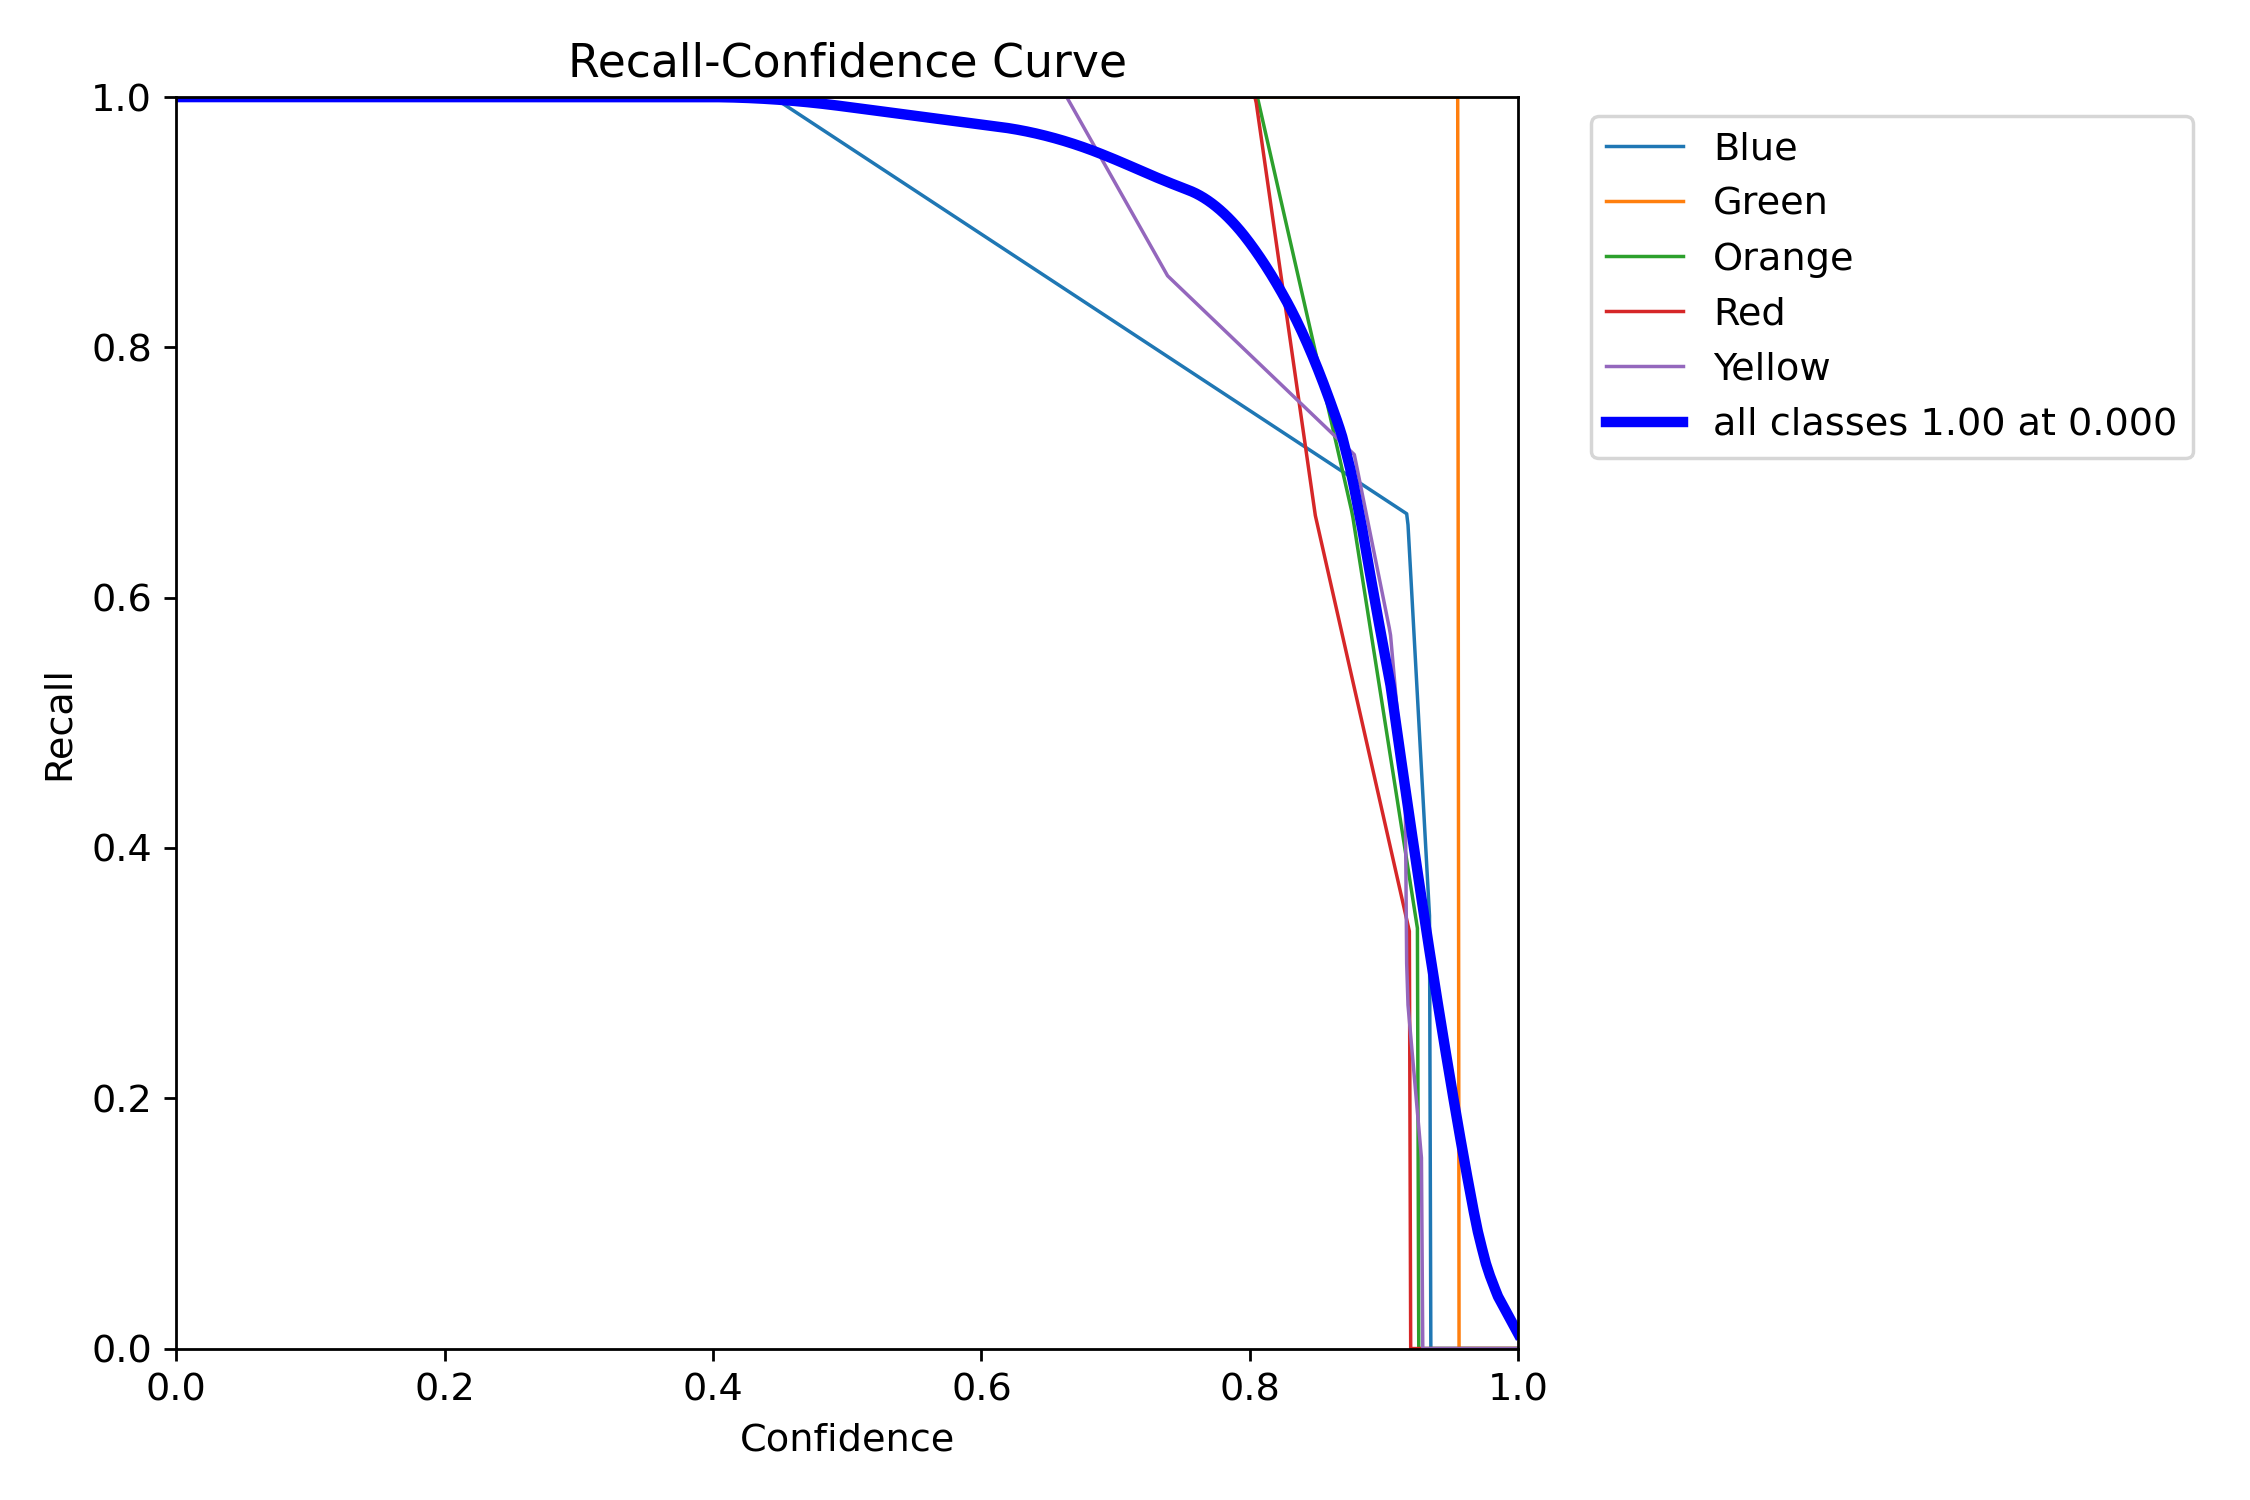 Recall-Confidence Curve
1.0
0.8
0.6
0.4
0.2
0.0
Recall
0.0 0.2 0.4 0.6 0.8 1.0
Confidence
Blue
Green
Orange
Red
Yellow
all classes 1.00 at 0.000